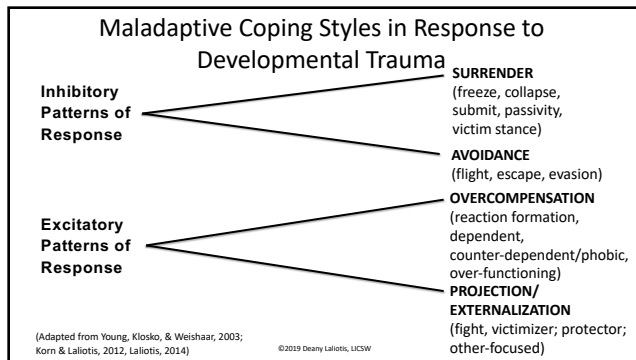 Maladaptive Coping Styles in Response to
Developmental Trauma
Inhibitory
Patterns of
Response
SURRENDER
(freeze, collapse,
submit, passivity,
victim stance)
AVOIDANCE
(flight, escape, evasion)
Excitatory
Patterns of
Response
OVERCOMPENSATION
(reaction formation,
dependent,
counter-dependent/phobic,
over-functioning)
PROJECTION/
EXTERNALIZATION
(fight, victimizer; protector;
other-focused)
(Adapted from Young, Klosko, & Weishaar, 2003;
Korn & Laliotis, 2012, Laliotis, 2014)
©2019 Deany Laliotis, LICSW